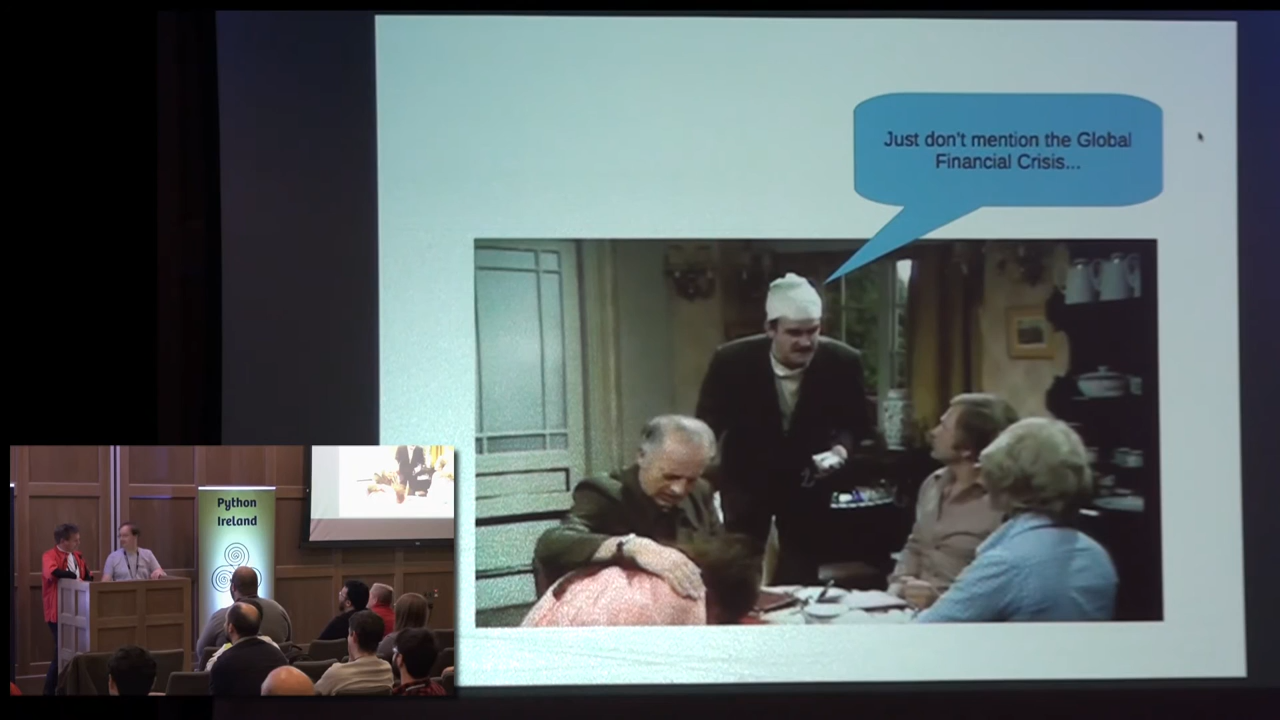 Just don't mention the Global
Financial Crisis...
Python
Ireland